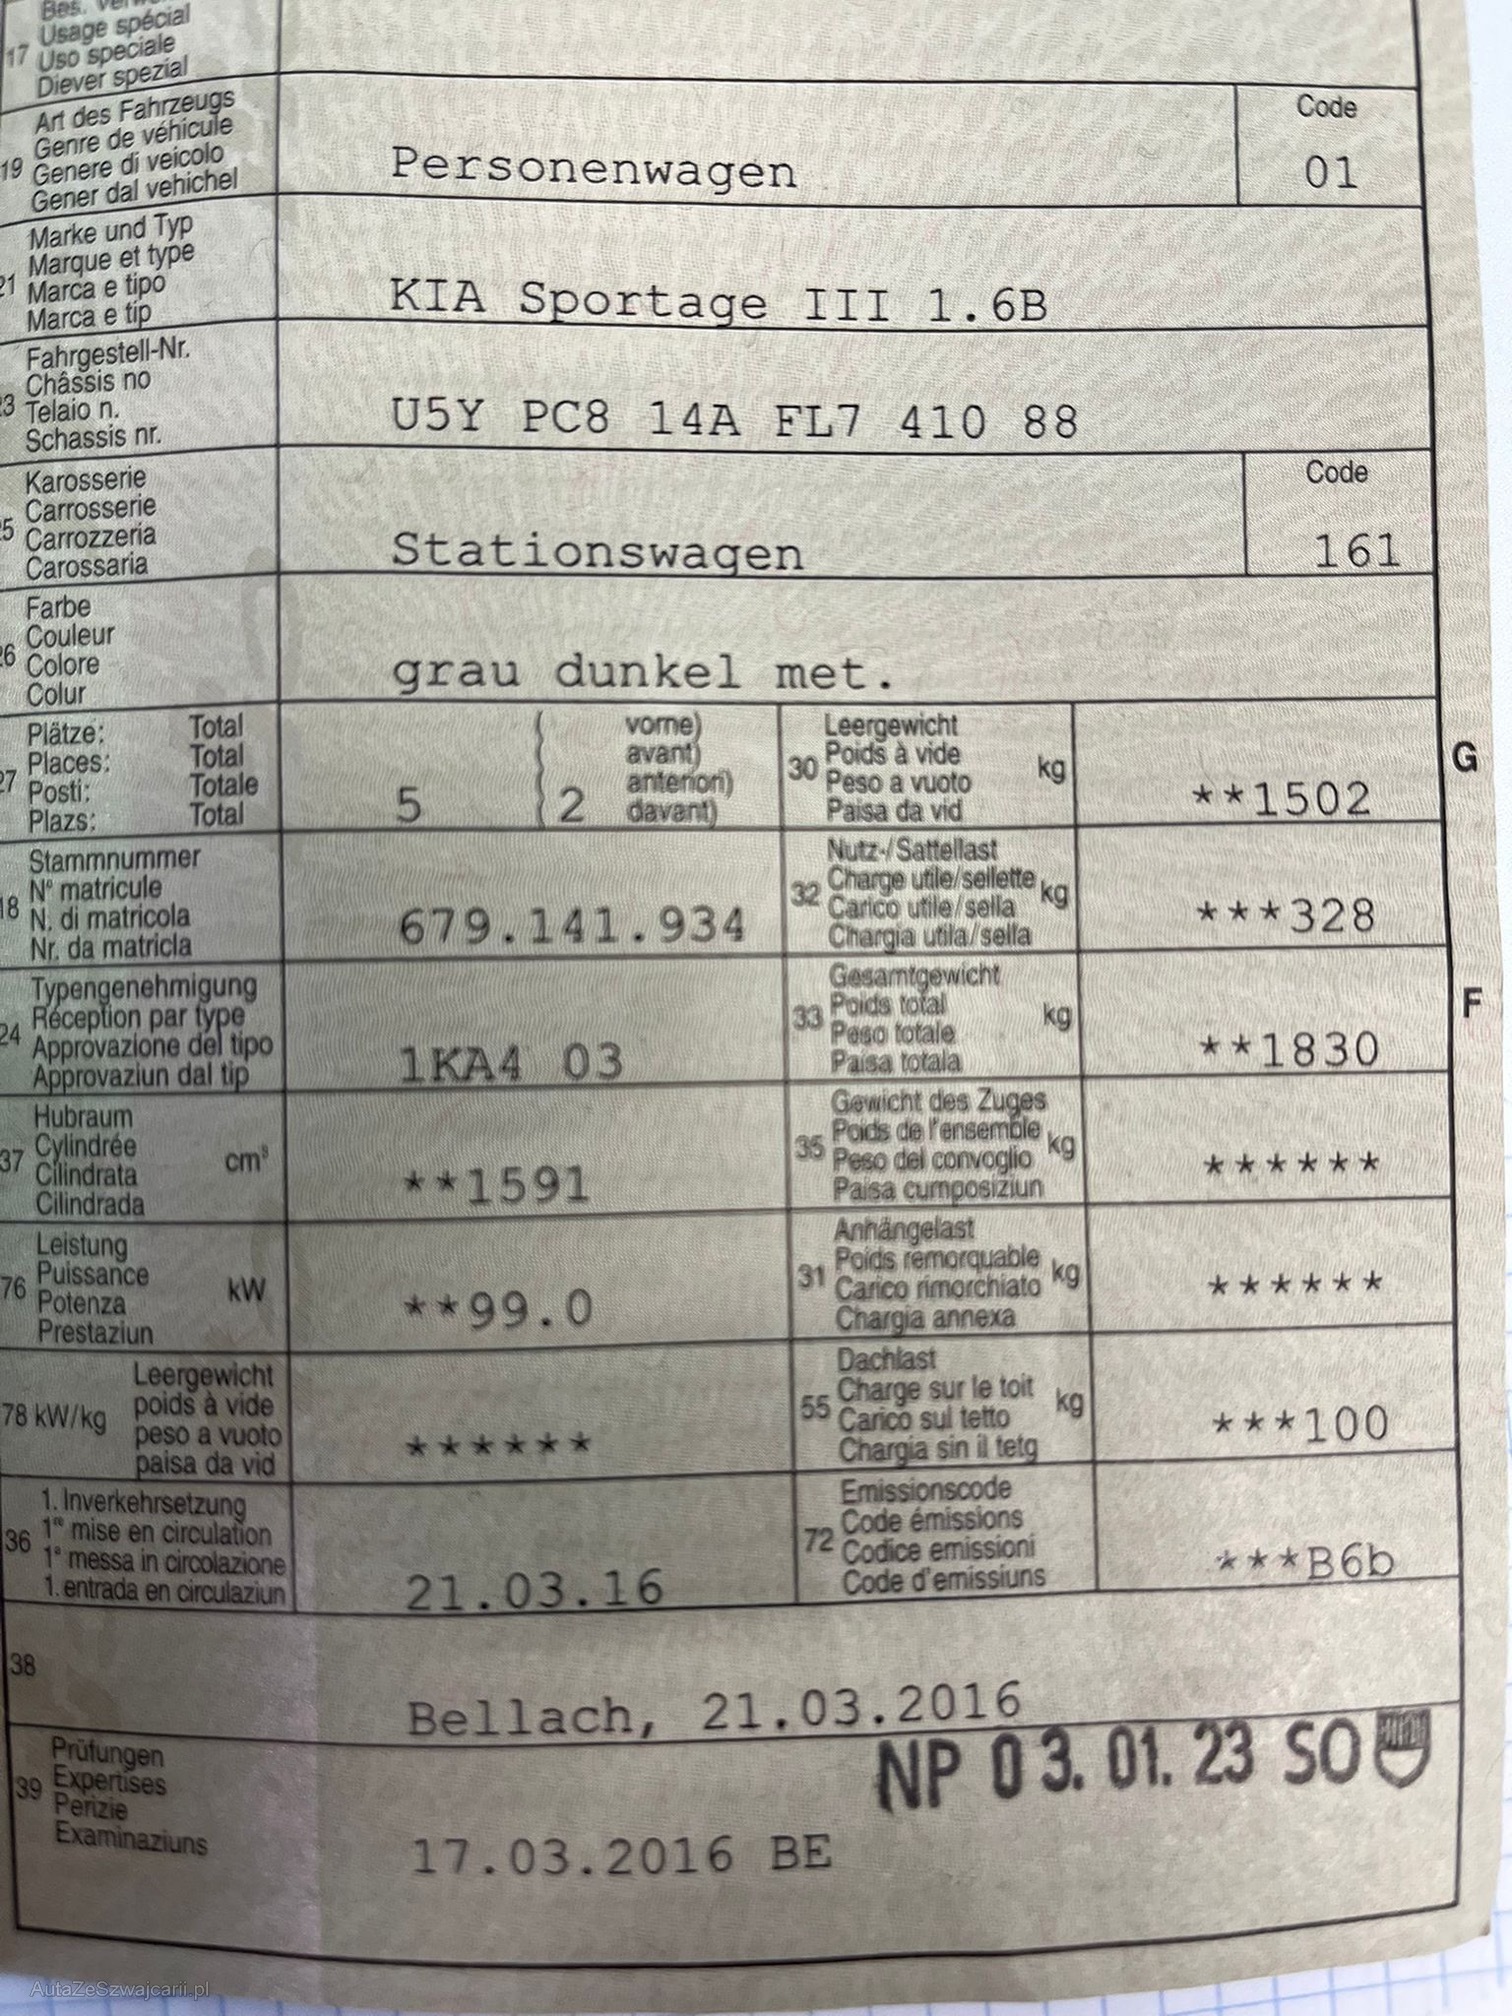 Bes. Verw
Usage spécial
17 Uso speciale
Diever spezial
Art des Fahrzeugs
Genre de véhicule
19 Genere di veicolo
Gener dal vehichel
Personenwagen
Code
01
Marke und Typ
Marque et type
21 Marca e tipo
Marca e tip
KIA Sportage III 1.6B
Fahrgestell-Nr.
Châssis no
23 Telaio n.
Schassis nr.
U5Y PC8 14A FL7 410 88
Karosserie
Carrosserie
25 Carrozzeria
Carossaria
Stationswagen
Code
161
Farbe
Couleur
26 Colore
Colur
grau dunkel met.
Plätze: Total
Places: Total
27 Posti: Totale
Plazs: Total
5 ( 2
vorne)
avant)
anteriori)
davant)
Leergewicht
30 Poids à vide kg
Peso a vuoto
Paisa da vid
**1502
G
Stammnummer
N° matricule
18 N. di matricola
Nr. da matricla
679.141.934
Nutz-/Sattellast
32 Charge utile/sellette kg
Carico utile/sella
Chargia utila/sella
***328
Typengenehmigung
Réception par type
24 Approvazione del tipo
Approvaziun dal tip
1KA4 03
Gesamtgewicht
33 Poids total kg
Peso totale
Paisa totala
**1830
F
Hubraum
37 Cylindrée cm³
Cilindrata
Cilindrada
**1591
Gewicht des Zuges
35 Poids de l'ensemble kg
Peso del convoglio
Paisa cumposiziun
******
Leistung
76 Puissance kW
Potenza
Prestaziun
**99.0
Anhängelast
31 Poids remorquable kg
Carico rimorchiato
Chargia annexa
******
Leergewicht
78 kW/kg poids à vide
peso a vuoto
paisa da vid
******
Dachlast
55 Charge sur le toit kg
Carico sul tetto
Chargia sin il tetg
***100
1. Inverkehrsetzung
36 1re mise en circulation
1a messa in circolazione
1. entrada en circulaziun
21.03.16
Emissionscode
72 Code émissions
Codice emissioni
Code d'emissiuns
***B6b
38
Bellach, 21.03.2016
Prüfungen
39 Expertises
Perizie
Examinaziuns
NP 03. 01. 23 SO
17.03.2016 BE
AutaZeSzwajcarii.pl